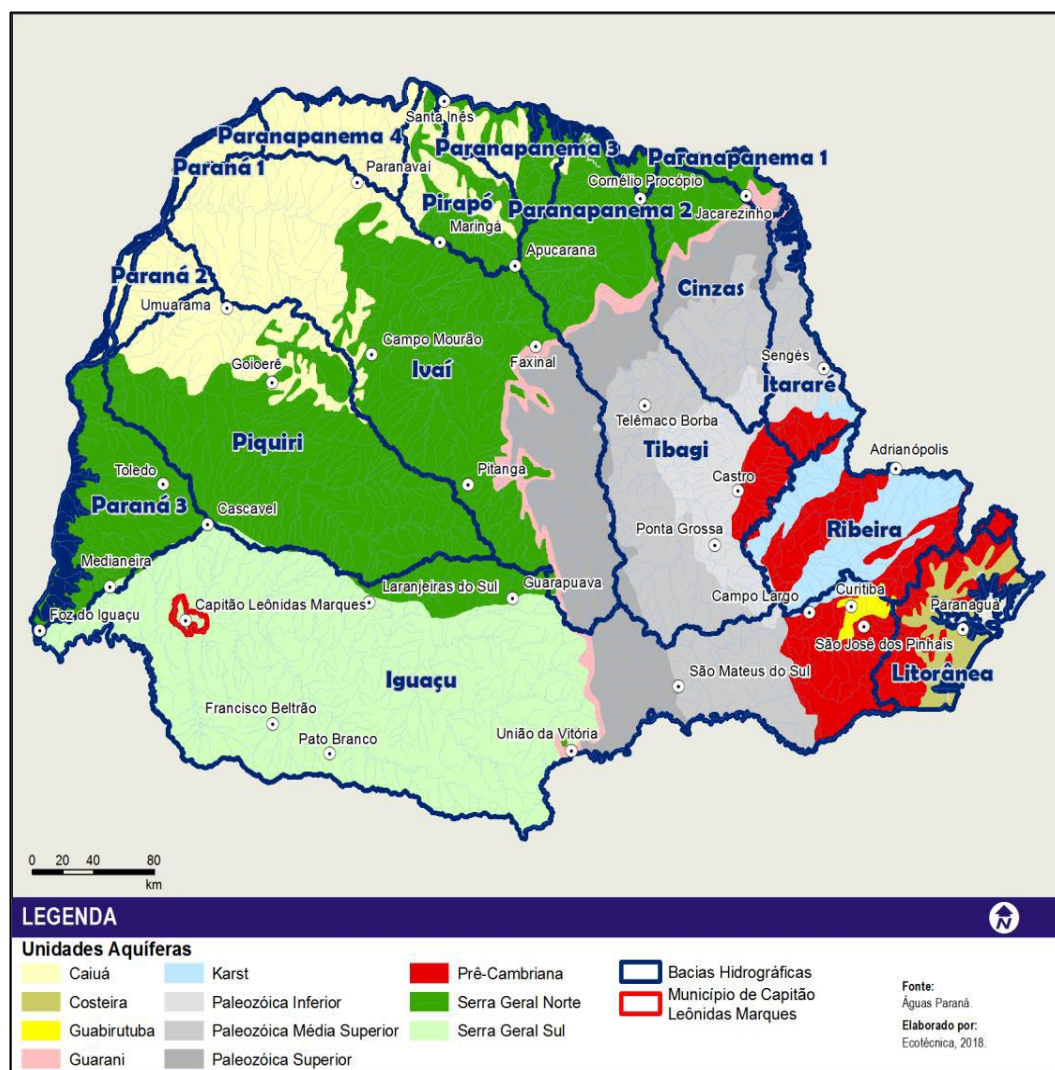 Santa Inês
Paranapanema 4
Paranapanema 3
Paranapanema 1
Paraná 1
Paranavaí
Cornélio Procópio
Pirapó
Paranapanema 2
Jacarezinho
Maringá
Apucarana
Paraná 2
Cinzas
Umuarama
Campo Mourão
Faxinal
Goioerê
Ivaí
Sengês
Itararé
Telêmaco Borba
Piquiri
Tibagi
Adrianópolis
Toledo
Pitanga
Castro
Paraná 3
Cascavel
Ponta Grossa
Ribeira
Medianeira
Laranjeiras do Sul
Guarapuava
Curitiba
Capitão Leônidas Marques
Campo Largo
Paranaguá
Foz do Iguaçu
São José dos Pinhais
Iguaçu
São Mateus do Sul
Litorânea
Francisco Beltrão
Pato Branco
União da Vitória
0 20 40 80
km
LEGENDA
N
Unidades Aquíferas
Caiuá
Costeira
Guabirutuba
Guarani
Karst
Paleozóica Inferior
Paleozóica Média Superior
Paleozóica Superior
Prê-Cambriana
Serra Geral Norte
Serra Geral Sul
Bacias Hidrográficas
Município de Capitão
Leônidas Marques
Fonte:
Águas Paraná.
Elaborado por:
Ecotécnica, 2018.